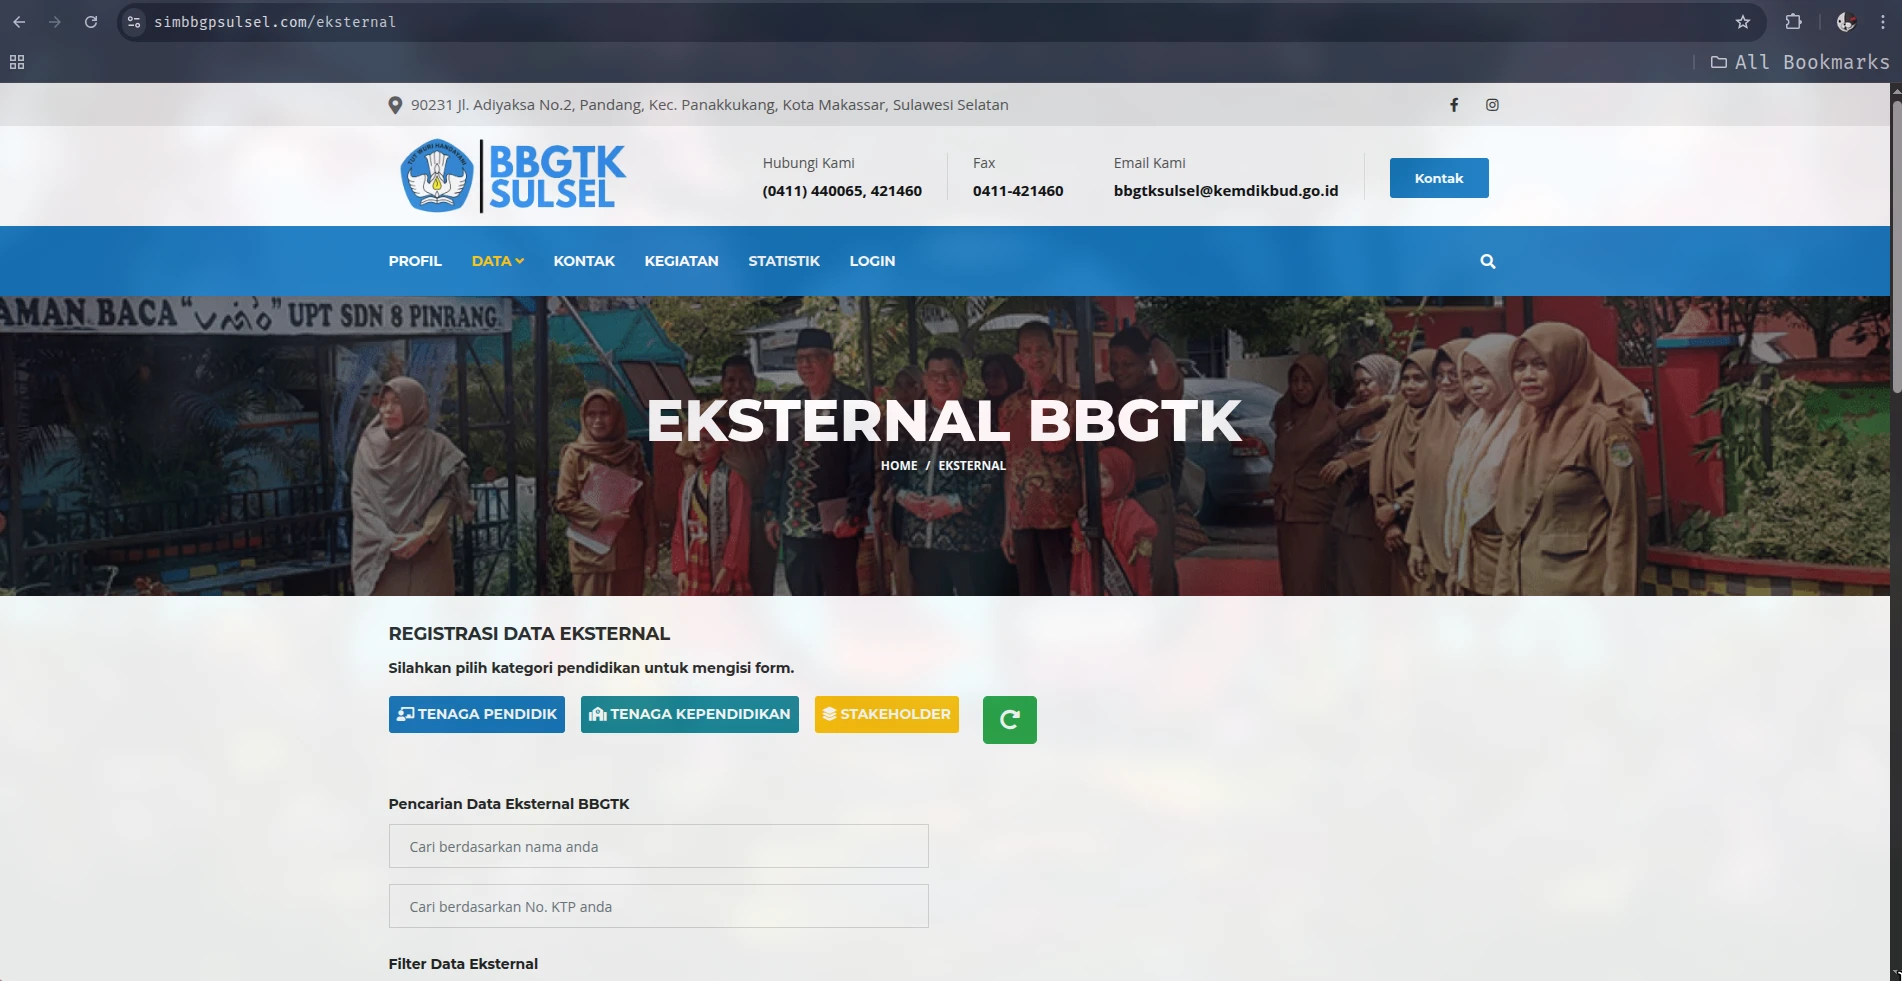 simbbgpsulsel.com/eksternal
All Bookmarks
90231 Jl. Adiyaksa No.2, Pandang, Kec. Panakkukang, Kota Makassar, Sulawesi Selatan
TUT WURI HANDAYANI
BBGTK
SULSEL
Hubungi Kami
(0411) 440065, 421460
Fax
0411-421460
Email Kami
bbgtksulsel@kemdikbud.go.id
Kontak
PROFIL DATA KONTAK KEGIATAN STATISTIK LOGIN
AMAN BACA " " UPT SDN 8 PINRANG
EKSTERNAL BBGTK
HOME / EKSTERNAL
REGISTRASI DATA EKSTERNAL
Silahkan pilih kategori pendidikan untuk mengisi form.
TENAGA PENDIDIK TENAGA KEPENDIDIKAN STAKEHOLDER
Pencarian Data Eksternal BBGTK
Cari berdasarkan nama anda
Cari berdasarkan No. KTP anda
Filter Data Eksternal